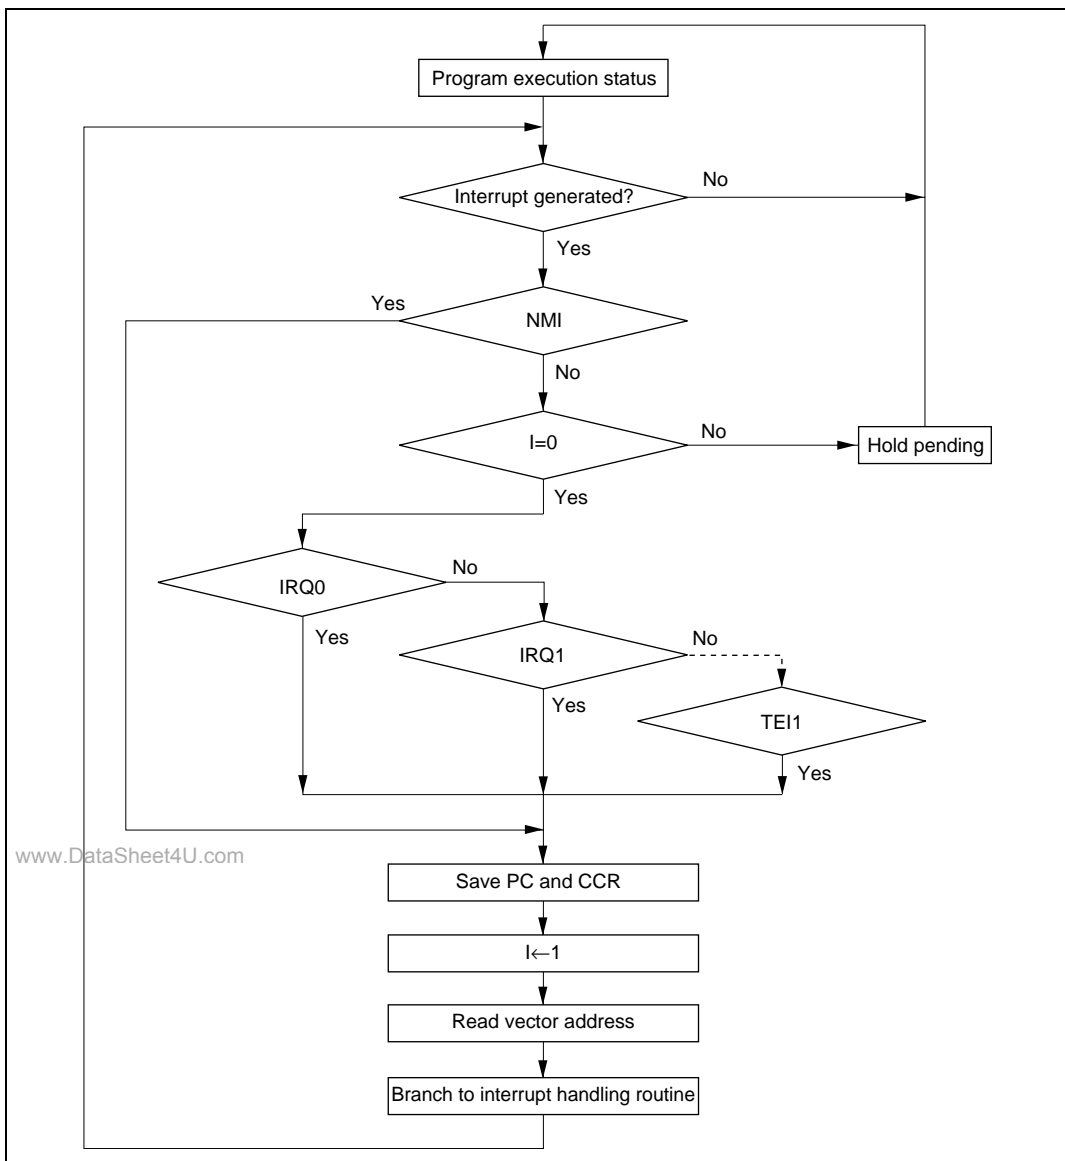 Program execution status
Interrupt generated?
No
Yes
Yes
NMI
No
I=0
No
Hold pending
Yes
IRQ0
No
Yes
IRQ1
No
Yes
TEI1
Yes
www.DataSheet4U.com
Save PC and CCR
I←1
Read vector address
Branch to interrupt handling routine